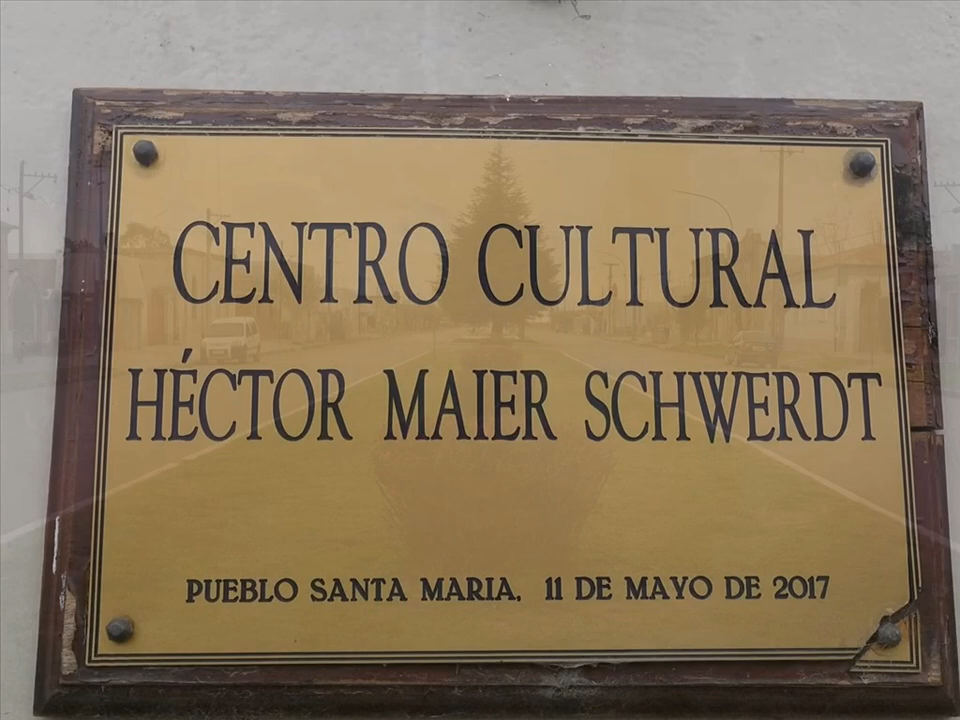 CENTRO CULTURAL
HÉCTOR MAIER SCHWERDT
PUEBLO SANTA MARIA, 11 DE MAYO DE 2017